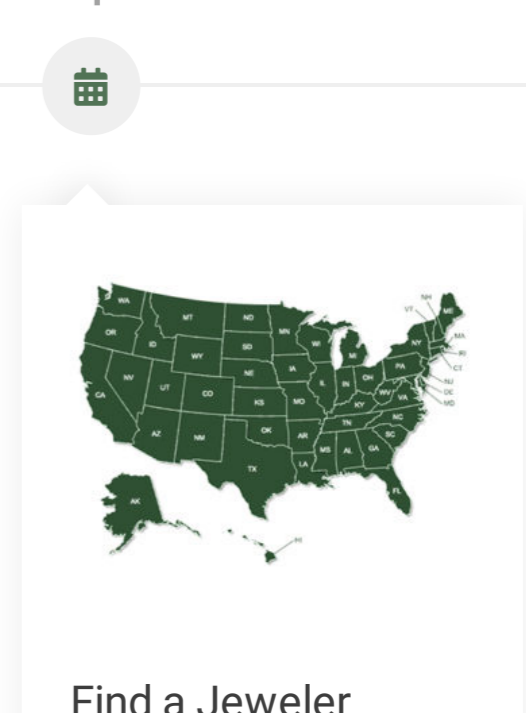 WA
MT
ND
MN
OR
ID
WY
SD
WI
MI
NH
VT
ME
NY
MA
RI
CT
NV
UT
CO
NE
IA
IL
IN
OH
PA
NJ
DE
MD
CA
KS
MO
KY
WV
VA
AZ
NM
OK
AR
TN
NC
SC
TX
LA
MS
AL
GA
FL
AK
HI
Find a Jeweler